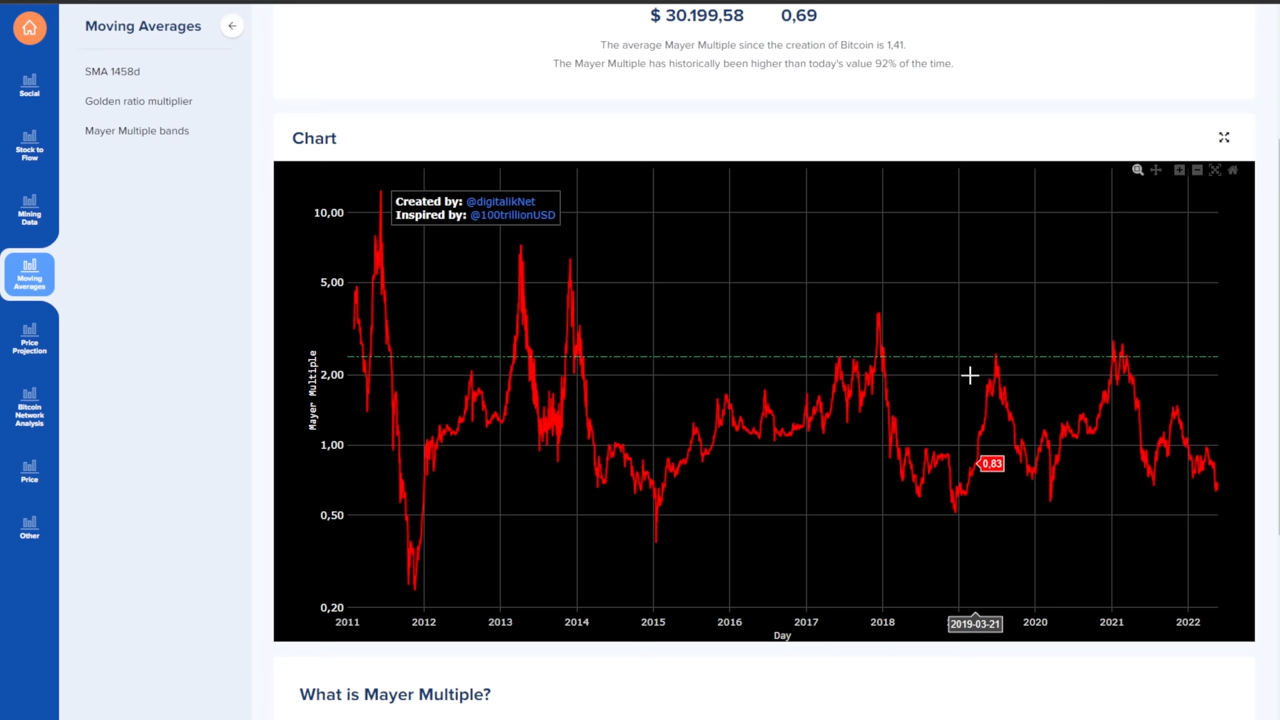 Moving Averages
SMA 1458d
Golden ratio multiplier
Mayer Multiple bands
Social
Stock to
Flow
Mining
Data
Moving
Averages
Price
Projection
Bitcoin
Network
Analysis
Price
Other
$ 30.199,58 0,69
The average Mayer Multiple since the creation of Bitcoin is 1,41.
The Mayer Multiple has historically been higher than today's value 92% of the time.
Chart
Created by: @digitalikNet
Inspired by: @100trillionUSD
10,00
5,00
2,00
1,00
0,50
0,20
Mayer Multiple
0,83
2011 2012 2013 2014 2015 2016 2017 2018 2019-03-21 2020 2021 2022
Day
What is Mayer Multiple?